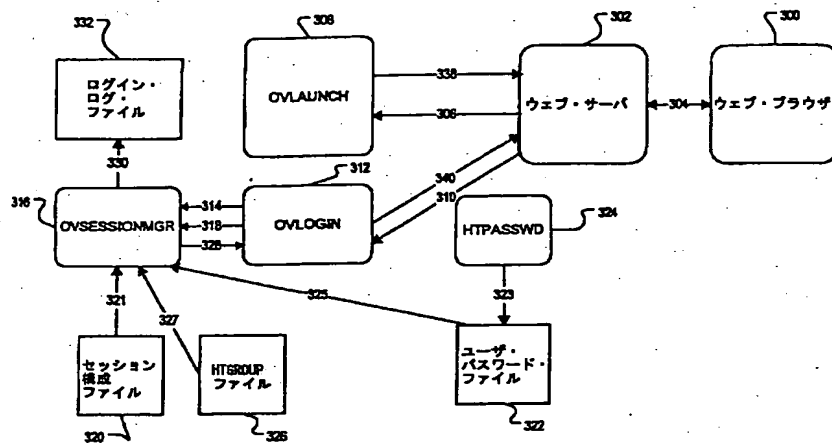 332
308
302
300
ログイン・
ログ・
ファイル
OVLAUNCH
338
306
ウェブ・サーバ
304
ウェブ・ブラウザ
330
312
340
310
316
OVSESSIONMGR
314
318
328
OVLOGIN
HTPASSWD
324
321
327
325
323
セッション
構成
ファイル
HTGROUP
ファイル
ユーザ・
パスワード・
ファイル
320
326
322